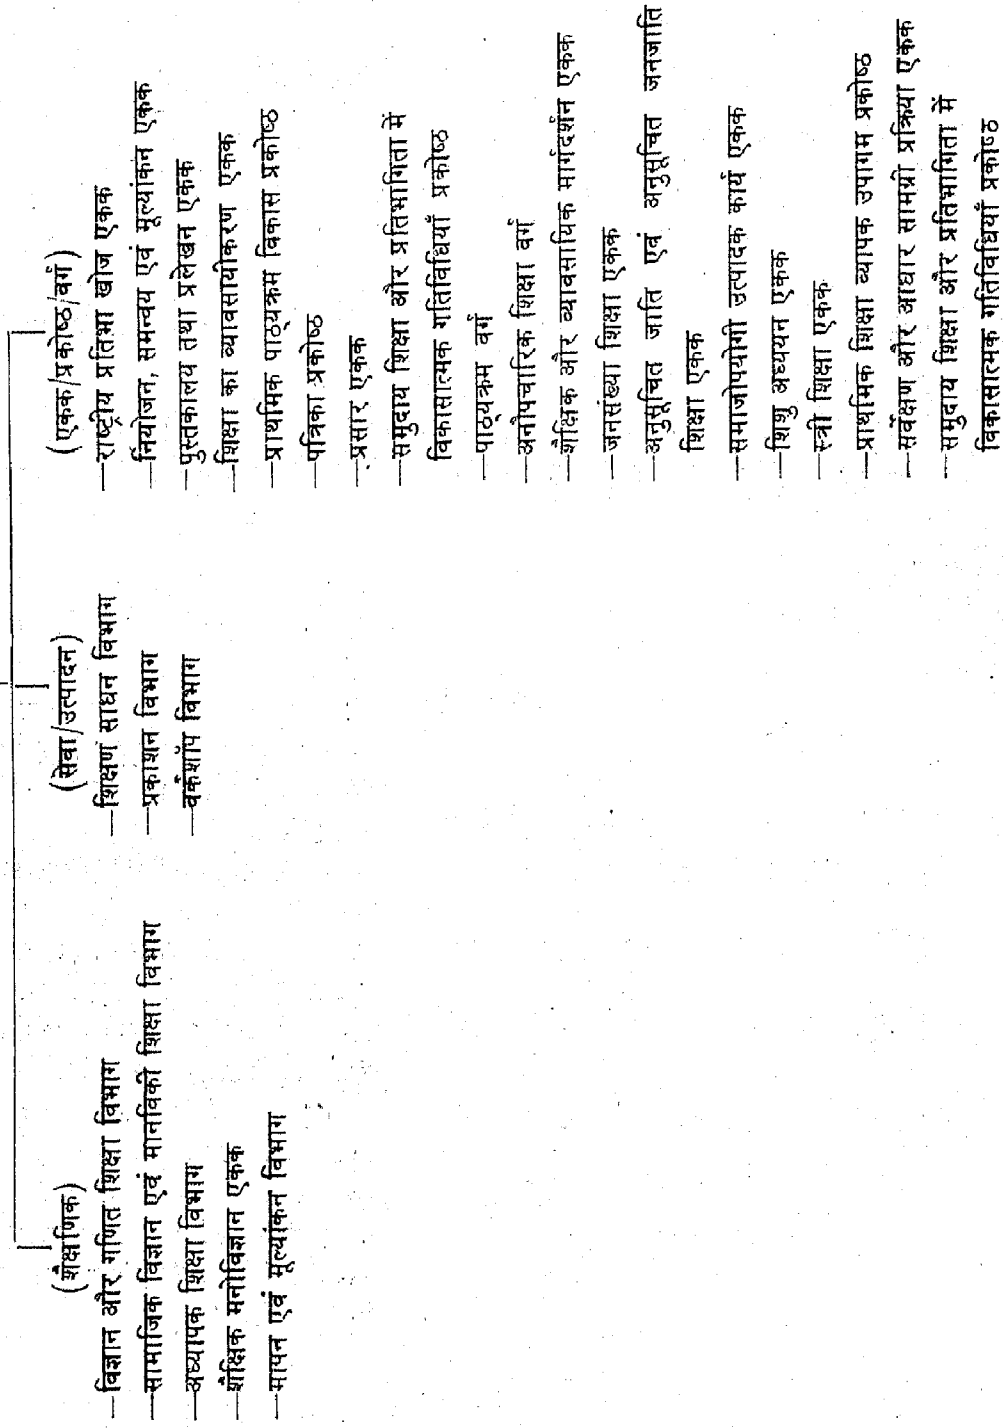 (शैक्षणिक)
—विज्ञान और गणित शिक्षा विभाग
—सामाजिक विज्ञान एवं मानविकी शिक्षा विभाग
—अध्यापक शिक्षा विभाग
—शैक्षिक मनोविज्ञान एकक
—मापन एवं मूल्यांकन विभाग
(सेवा/उत्पादन)
—शिक्षण साधन विभाग
—प्रकाशन विभाग
—वर्कशॉप विभाग
(एकक/प्रकोष्ठ/वर्ग)
—राष्ट्रीय प्रतिभा खोज एकक
—नियोजन, समन्वय एवं मूल्यांकन एकक
—पुस्तकालय तथा प्रलेखन एकक
—शिक्षा का व्यावसायीकरण एकक
—प्राथमिक पाठ्यक्रम विकास प्रकोष्ठ
—पत्रिका प्रकोष्ठ
—प्रसार एकक
—समुदाय शिक्षा और प्रतिभागिता में
विकासात्मक गतिविधियाँ प्रकोष्ठ
—पाठ्यक्रम वर्ग
—अनौपचारिक शिक्षा वर्ग
—शैक्षिक और व्यावसायिक मार्गदर्शन एकक
—जनसंख्या शिक्षा एकक
—अनुसूचित जाति एवं अनुसूचित जनजाति
शिक्षा एकक
—समाजोपयोगी उत्पादक कार्य एकक
—शिशु अध्ययन एकक
—स्त्री शिक्षा एकक
—प्राथमिक शिक्षा व्यापक उपागम प्रकोष्ठ
—सर्वेक्षण और आधार सामग्री प्रक्रिया एकक
—समुदाय शिक्षा और प्रतिभागिता में
विकासात्मक गतिविधियाँ प्रकोष्ठ